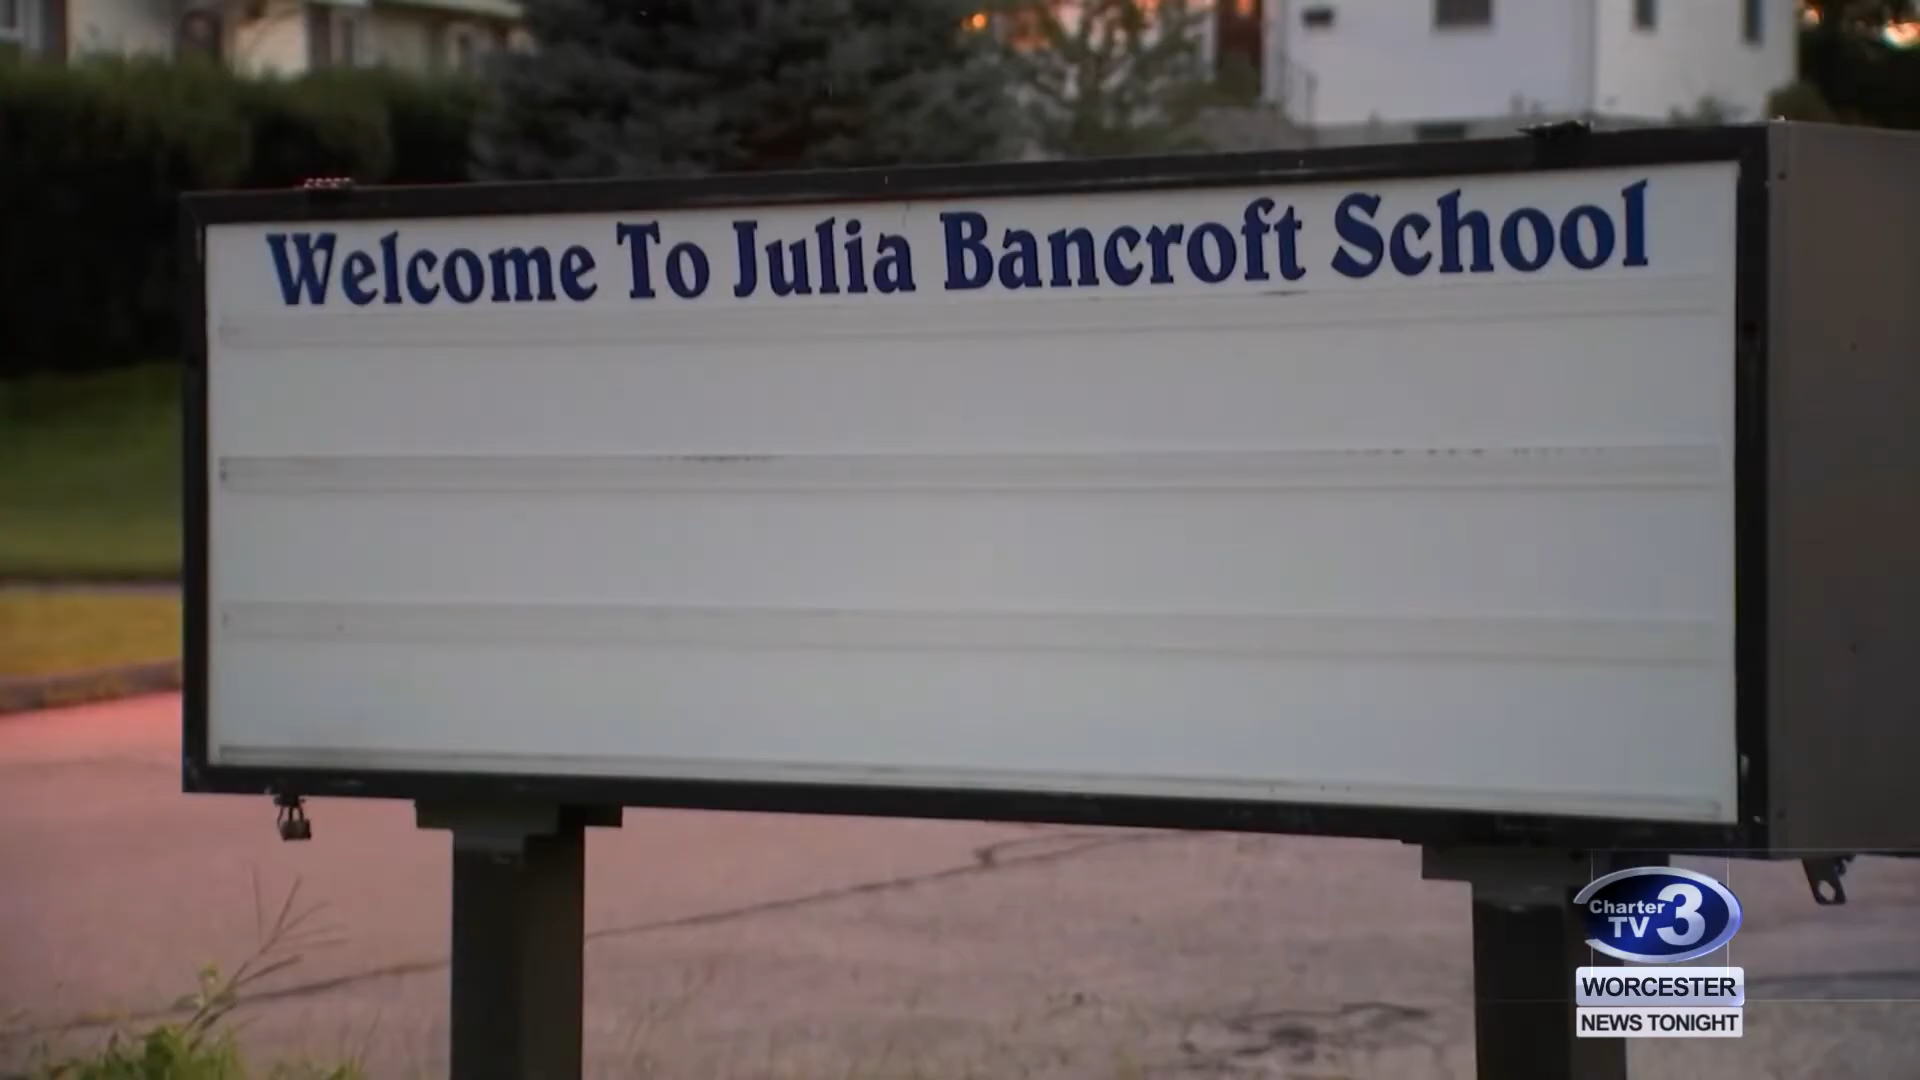 Welcome To Julia Bancroft School
Charter
TV 3
WORCESTER
NEWS TONIGHT